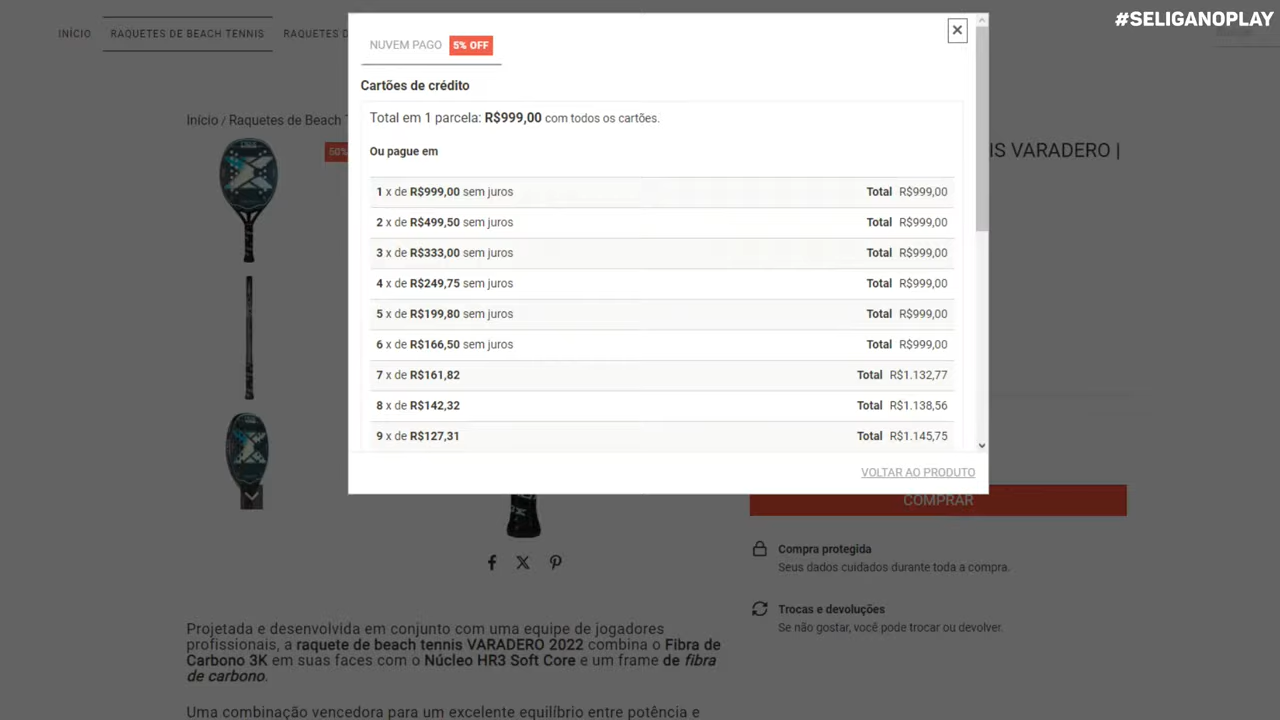 #SELIGANOPLAY
INÍCIO
RAQUETES DE BEACH TENNIS
RAQUETES D
NUVEM PAGO 5% OFF
Cartões de crédito
Total em 1 parcela: R$999,00 com todos os cartões.
Ou pague em
1 x de R$999,00 sem juros Total R$999,00
2 x de R$499,50 sem juros Total R$999,00
3 x de R$333,00 sem juros Total R$999,00
4 x de R$249,75 sem juros Total R$999,00
5 x de R$199,80 sem juros Total R$999,00
6 x de R$166,50 sem juros Total R$999,00
7 x de R$161,82 Total R$1.132,77
8 x de R$142,32 Total R$1.138,56
9 x de R$127,31 Total R$1.145,75
VOLTAR AO PRODUTO
Início / Raquetes de Beach T
50%
IS VARADERO |
COMPRAR
Compra protegida
Seus dados cuidados durante toda a compra.
Trocas e devoluções
Se não gostar, você pode trocar ou devolver.
Projetada e desenvolvida em conjunto com uma equipe de jogadores
profissionais, a raquete de beach tennis VARADERO 2022 combina o Fibra de
Carbono 3K em suas faces com o Núcleo HR3 Soft Core e um frame de fibra
de carbono.
Uma combinação vencedora para um excelente equilíbrio entre potência e